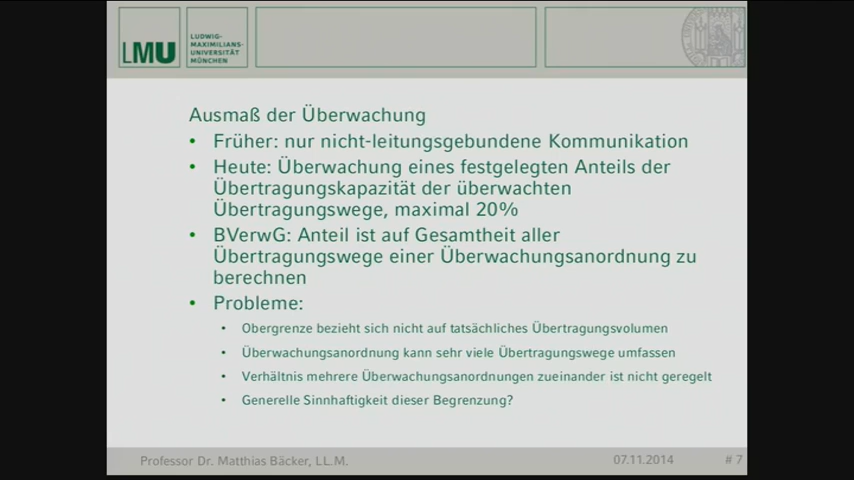 LMU
LUDWIG-
MAXIMILIANS-
UNIVERSITÄT
MÜNCHEN
Ausmaß der Überwachung
• Früher: nur nicht-leitungsgebundene Kommunikation
• Heute: Überwachung eines festgelegten Anteils der
Übertragungskapazität der überwachten
Übertragungswege, maximal 20%
• BVerwG: Anteil ist auf Gesamtheit aller
Übertragungswege einer Überwachungsanordnung zu
berechnen
• Probleme:
• Obergrenze bezieht sich nicht auf tatsächliches Übertragungsvolumen
• Überwachungsanordnung kann sehr viele Übertragungswege umfassen
• Verhältnis mehrere Überwachungsanordnungen zueinander ist nicht geregelt
• Generelle Sinnhaftigkeit dieser Begrenzung?
Professor Dr. Matthias Bäcker, LL.M.
07.11.2014
# 7